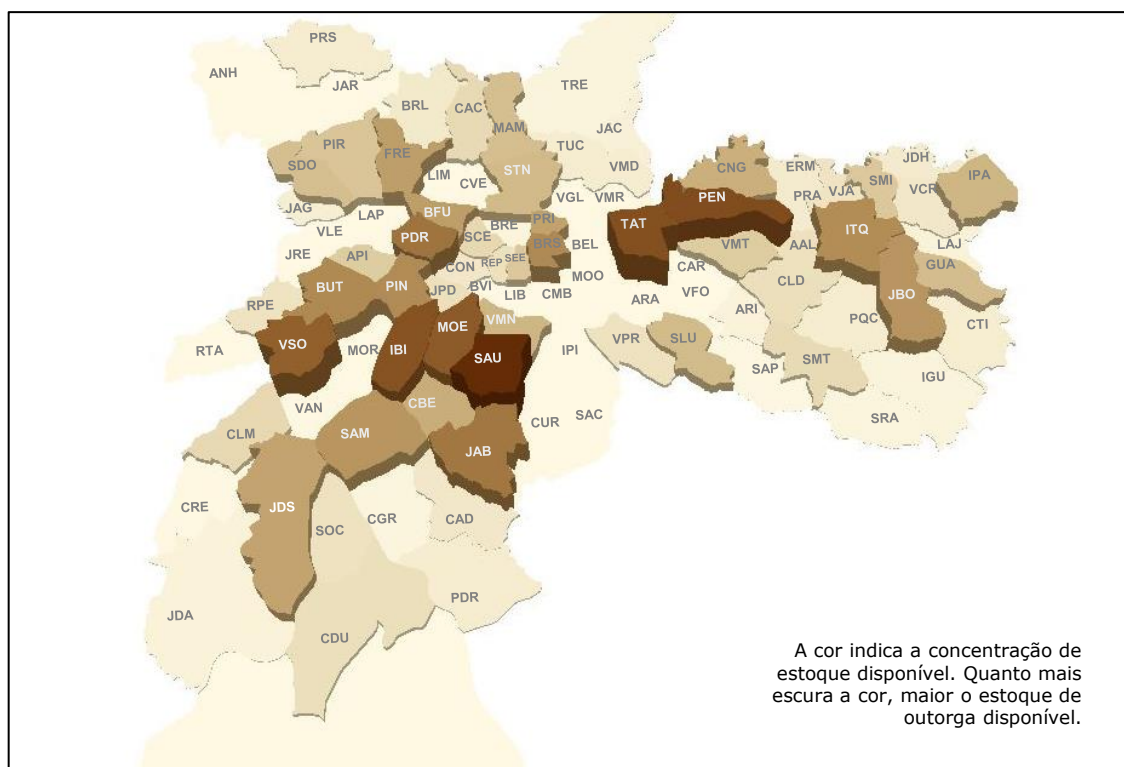 PRS
ANH
JAR
TRE
BRL
CAC
MAM
JAC
TUC
PIR
FRE
VMD
SDO
LIM
STN
CNG
ERM
JDH
CVE
SMI
IPA
VJA
VCR
VGL
VMR
PEN
PRA
JAG
LAP
BFU
PRI
TAT
ITQ
VLE
PDR
BRE
SCE
BRS
BEL
VMT
AAL
LAJ
JRE
API
CON
REP
SEE
MOO
CAR
CLD
GUA
BUT
PIN
JPD
BVI
LIB
CMB
ARA
VFO
JBO
RPE
ARI
PQC
CTI
VMN
MOE
VSO
IBI
MOR
RTA
SAU
IPI
VPR
SLU
SMT
SAP
IGU
VAN
CBE
CLM
SAM
CUR
SAC
SRA
JAB
CRE
JDS
SOC
CGR
CAD
JDA
PDR
CDU
A cor indica a concentração de
estoque disponível. Quanto mais
escura a cor, maior o estoque de
outorga disponível.